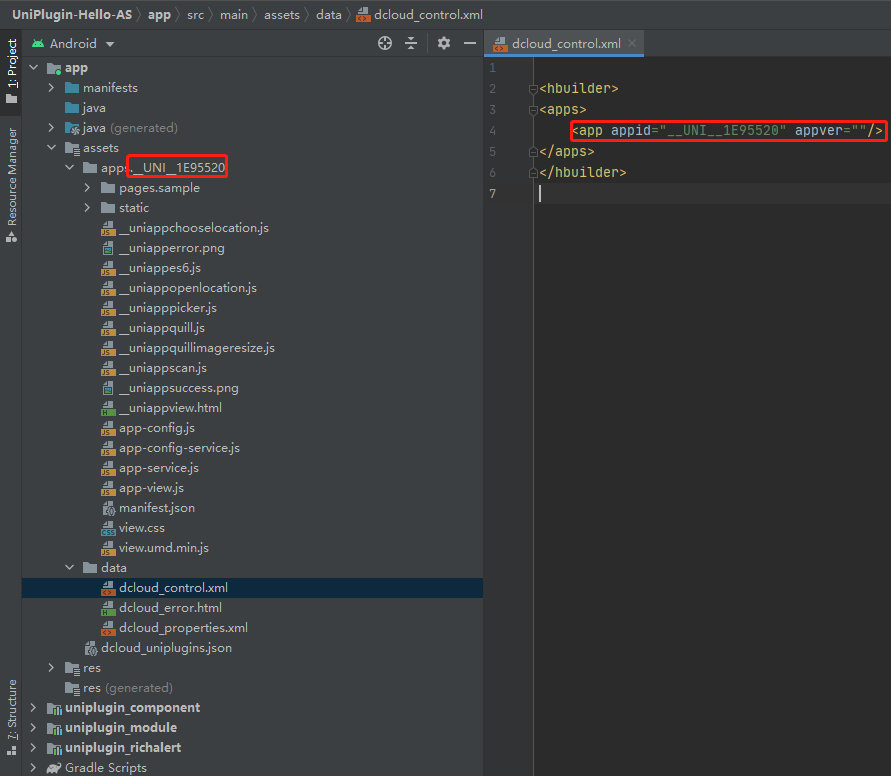 UniPlugin-Hello-AS app src main assets data dcloud_control.xml
1: Project
Resource Manager
7: Structure
Android
app
manifests
java
java (generated)
assets
apps.__UNI__1E95520
pages.sample
static
__uniappchooselocation.js
__uniapperror.png
__uniappes6.js
__uniappopenlocation.js
__uniapppicker.js
__uniappquill.js
__uniappquillimageresize.js
__uniappscan.js
__uniappsuccess.png
__uniappview.html
app-config.js
app-config-service.js
app-service.js
app-view.js
manifest.json
view.css
view.umd.min.js
data
dcloud_control.xml
dcloud_error.html
dcloud_properties.xml
dcloud_uniplugins.json
res
res (generated)
uniplugin_component
uniplugin_module
uniplugin_richalert
Gradle Scripts
dcloud_control.xml
1
2 <hbuilder>
3 <apps>
4 <app appid="__UNI__1E95520" appver=""/>
5 </apps>
6 </hbuilder>
7